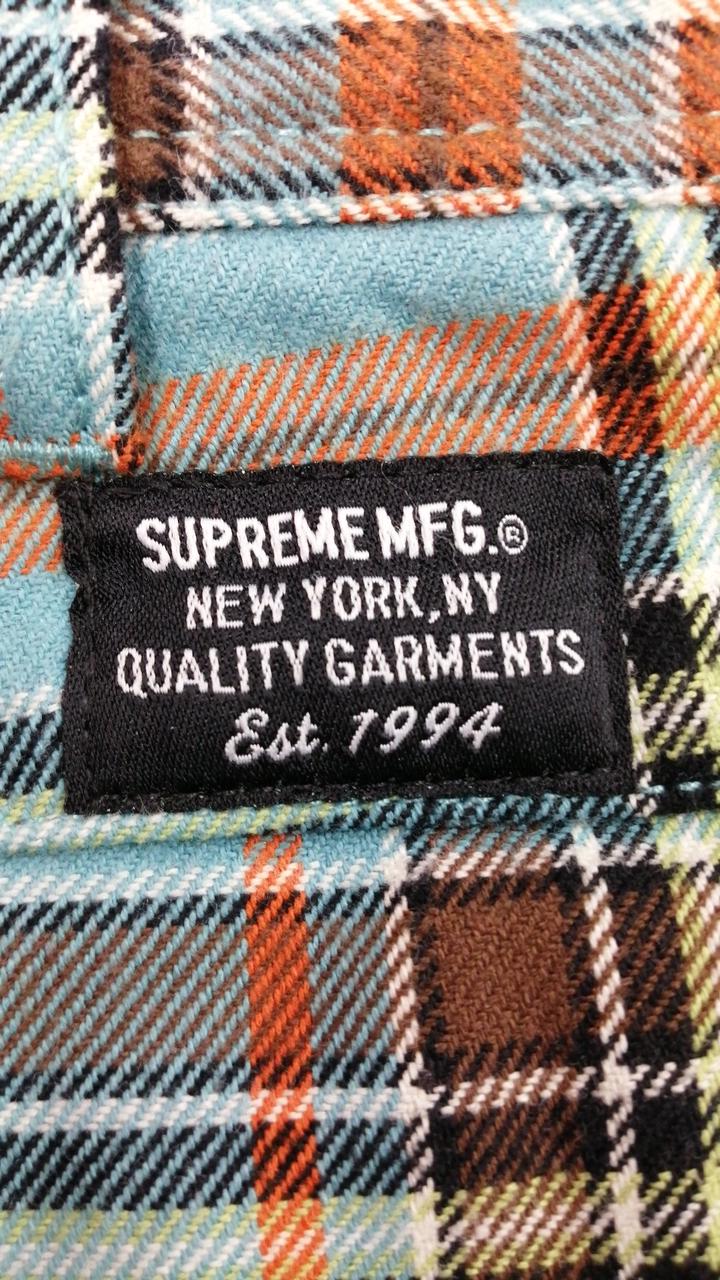 SUPREME MFG.®
NEW YORK,NY
QUALITY GARMENTS
Est. 1994